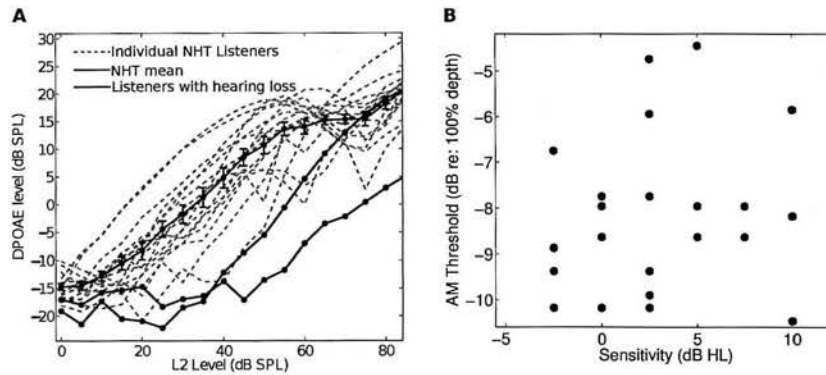 A
30
25
20
15
10
5
0
−5
−10
−15
−20
0
20
40
60
80
L2 Level (dB SPL)
DPOAE level (dB SPL)
Individual NHT Listeners
NHT mean
Listeners with hearing loss
B
−5
−6
−7
−8
−9
−10
−5
0
5
10
Sensitivity (dB HL)
AM Threshold (dB re: 100% depth)